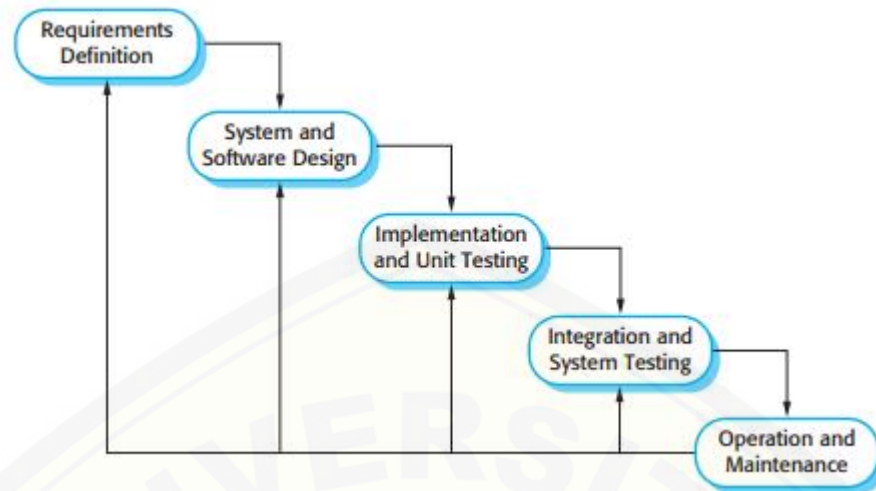 Requirements
Definition
System and
Software Design
Implementation
and Unit Testing
Integration and
System Testing
Operation and
Maintenance